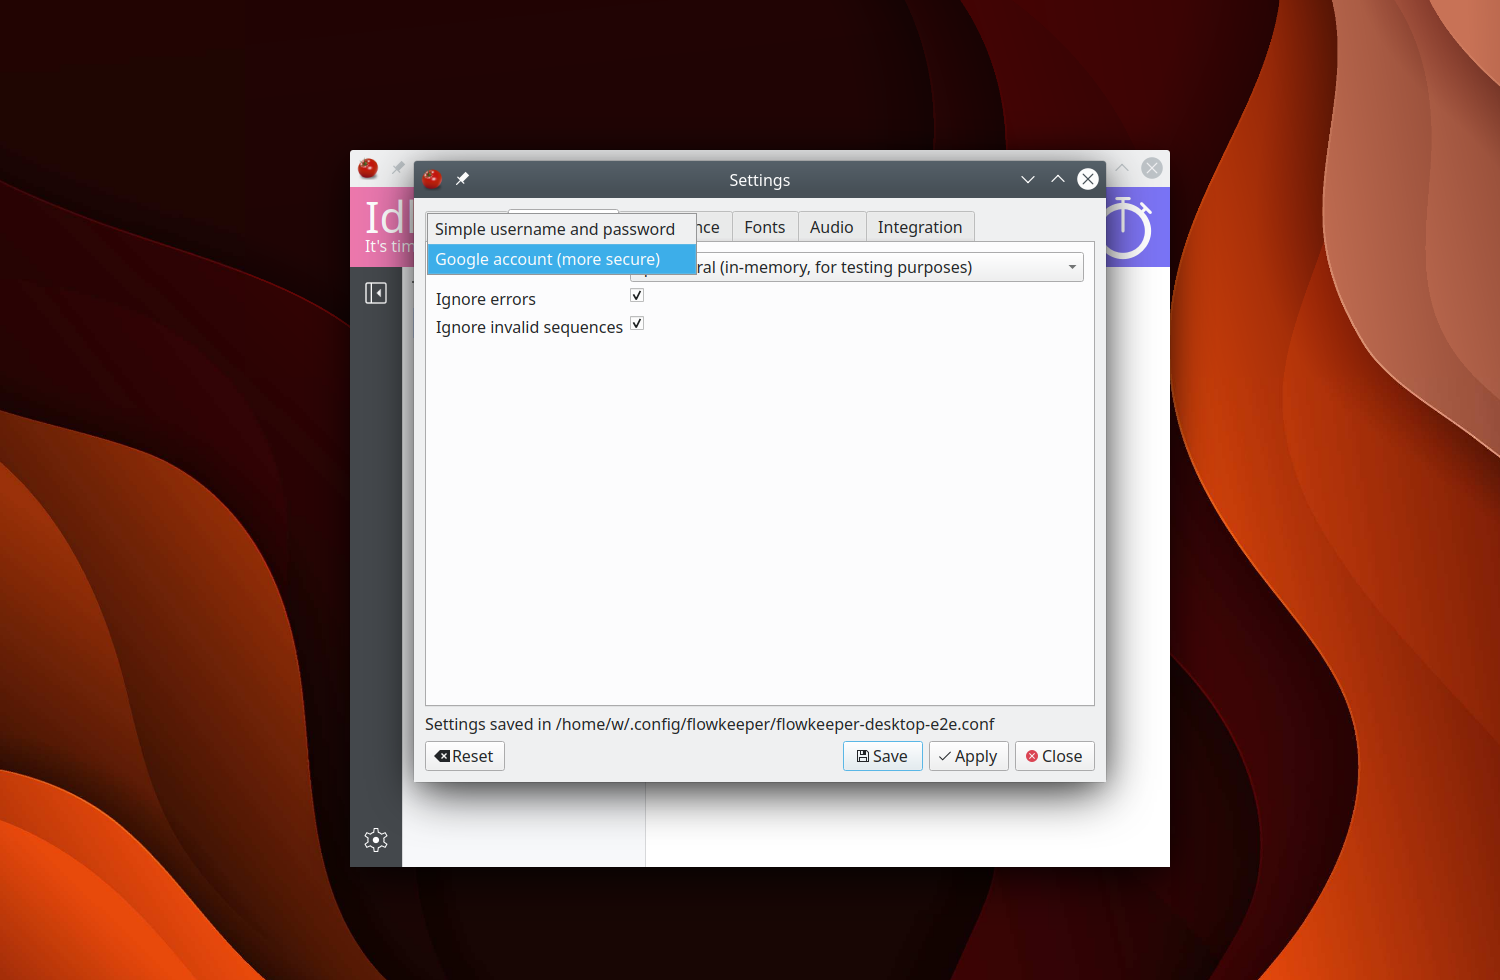 Settings
Idl
It's tim
Simple username and password
Google account (more secure)
nce
Fonts
Audio
Integration
ral (in-memory, for testing purposes)
Ignore errors
Ignore invalid sequences
Settings saved in /home/w/.config/flowkeeper/flowkeeper-desktop-e2e.conf
Reset
Save
Apply
Close